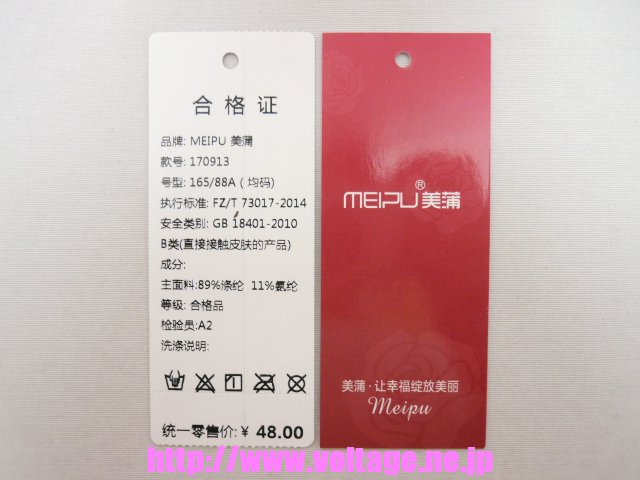 合格证
品牌: MEIPU 美蒲
款号: 170913
号型: 165/88A ( 均码)
执行标准: FZ/T 73017-2014
安全类别: GB 18401-2010
B类(直接接触皮肤的产品)
成分:
主面料:89%涤纶 11%氨纶
等级: 合格品
检验员:A2
洗涤说明:
统一零售价:¥ 48.00
MEIPU®美蒲
美蒲·让幸福绽放美丽
Meipu
http://www.voltage.ne.jp